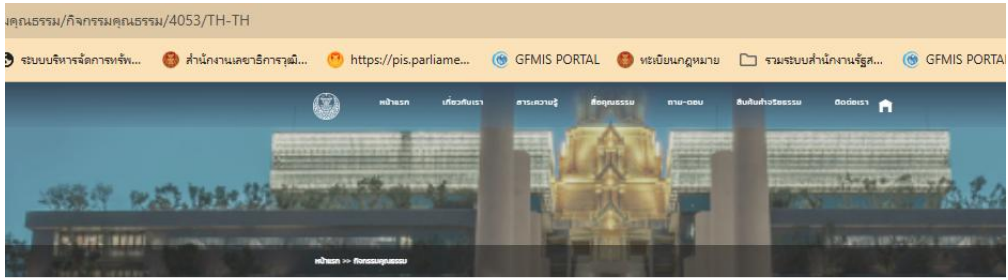 มคุณธรรม/กิจกรรมคุณธรรม/4053/TH-TH
ระบบบริหารจัดการทรัพ... สำนักงานเลขาธิการวุฒิ... https://pis.parliame... GFMIS PORTAL ทะเบียนกฎหมาย รวมระบบสำนักงานรัฐส... GFMIS PORTAL
หน้าแรก เกี่ยวกับเรา สาระความรู้ สื่อคุณธรรม ถาม-ตอบ สืบค้นคำจริยธรรม ติดต่อเรา
หน้าแรก >> กิจกรรมคุณธรรม